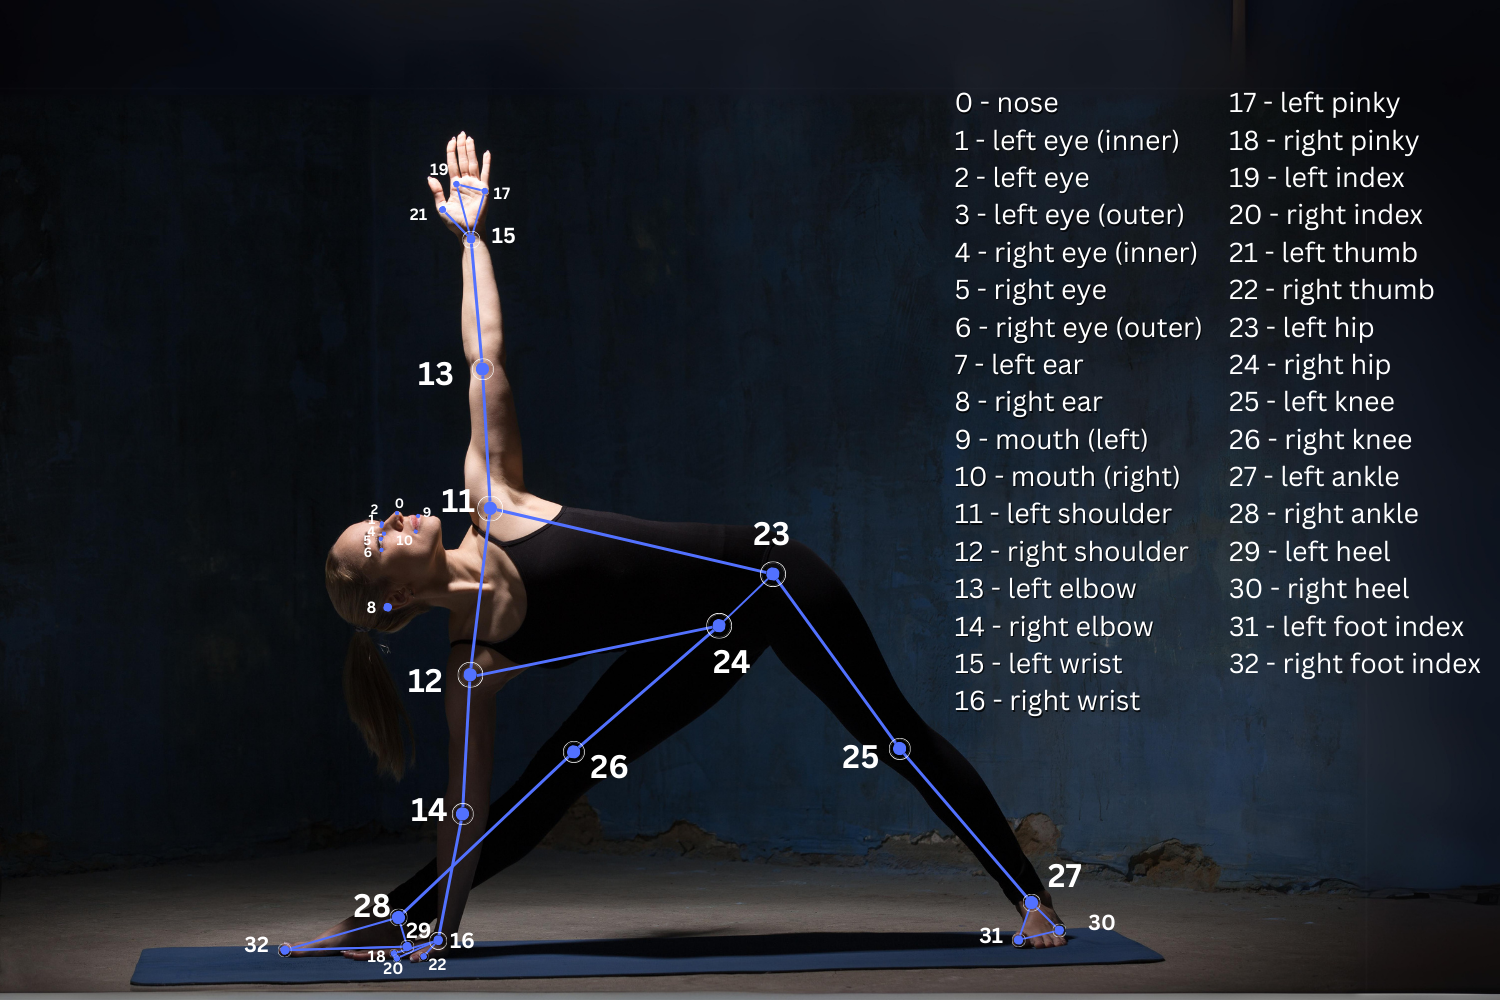 0 - nose
1 - left eye (inner)
2 - left eye
3 - left eye (outer)
4 - right eye (inner)
5 - right eye
6 - right eye (outer)
7 - left ear
8 - right ear
9 - mouth (left)
10 - mouth (right)
11 - left shoulder
12 - right shoulder
13 - left elbow
14 - right elbow
15 - left wrist
16 - right wrist
17 - left pinky
18 - right pinky
19 - left index
20 - right index
21 - left thumb
22 - right thumb
23 - left hip
24 - right hip
25 - left knee
26 - right knee
27 - left ankle
28 - right ankle
29 - left heel
30 - right heel
31 - left foot index
32 - right foot index
19
17
21
15
13
11
0
2
9
1
4
10
5
6
8
23
24
12
25
26
14
27
28
29
30
31
32
16
18
20
22